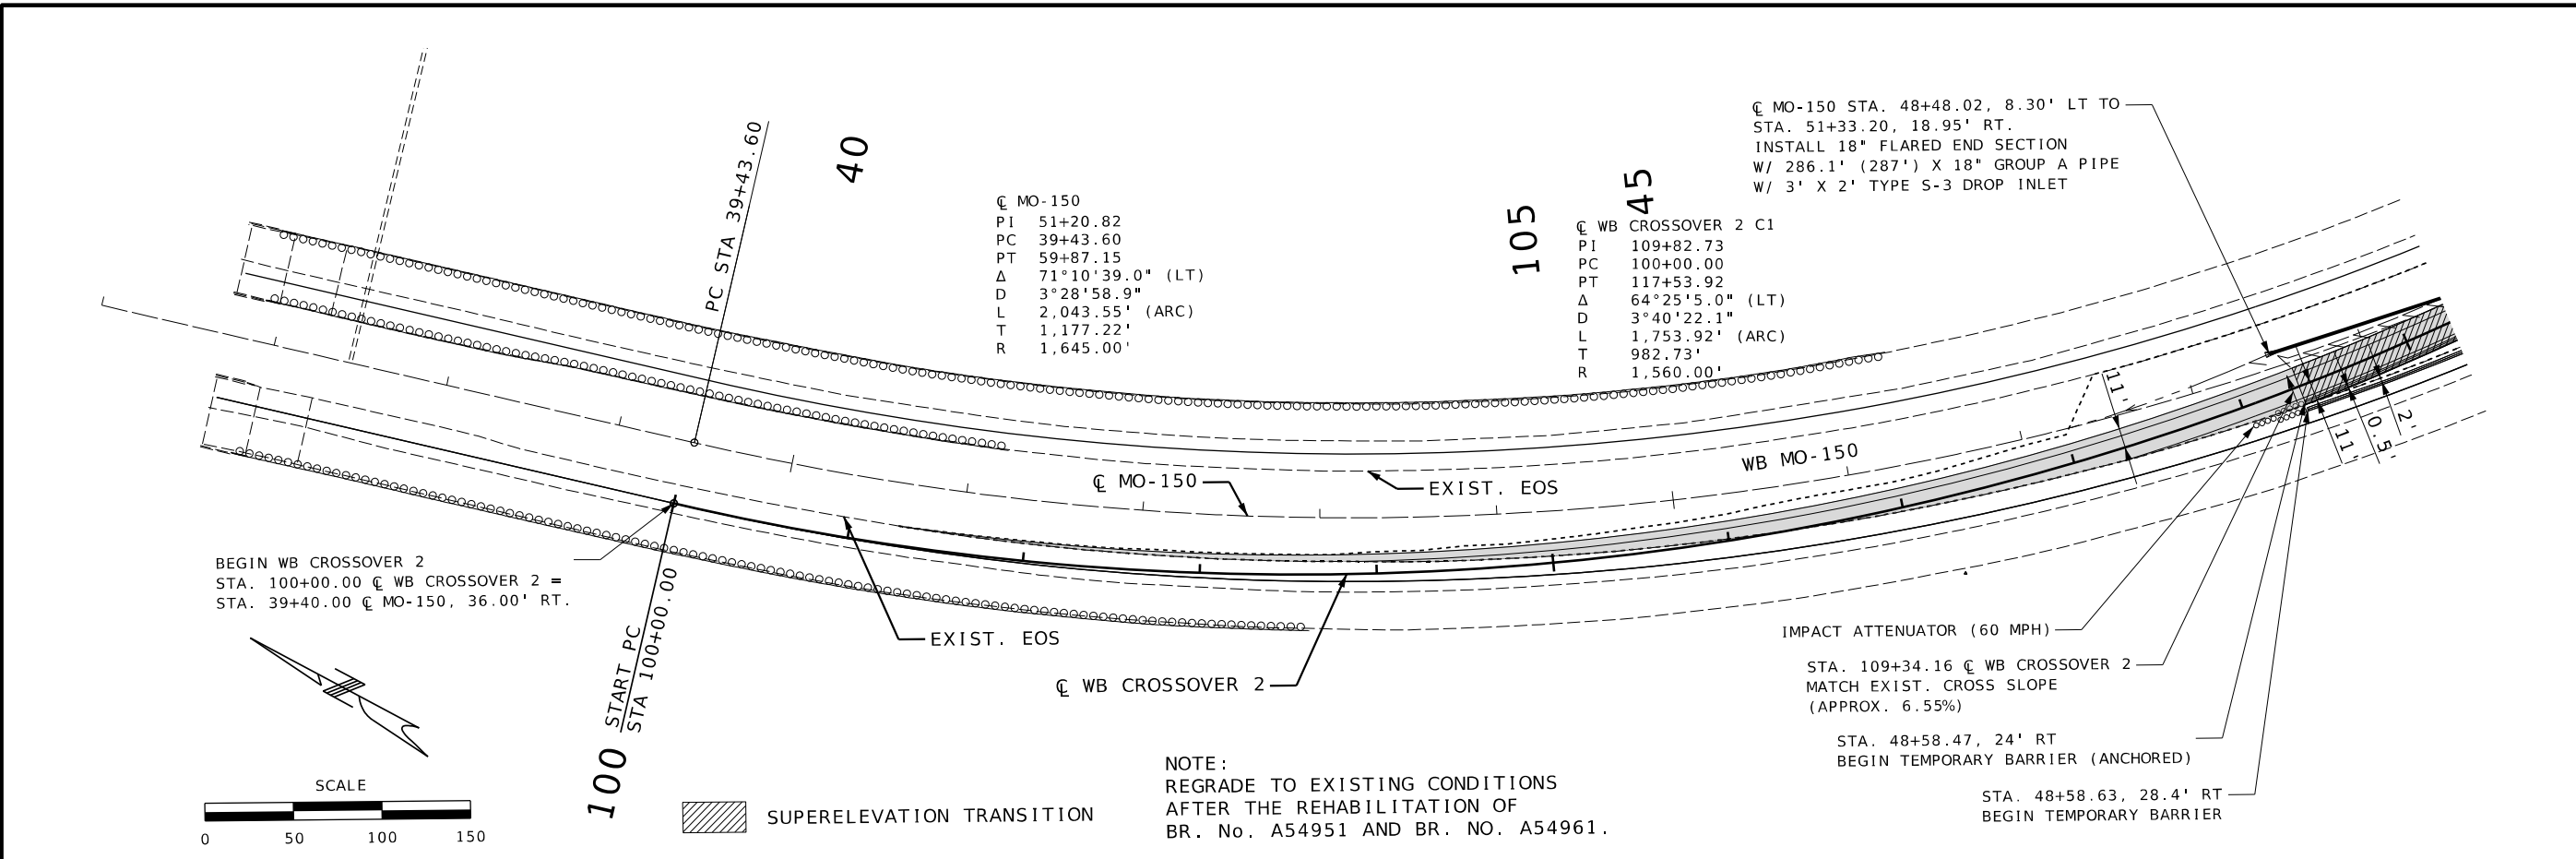 PC STA 39+43.60
40
℄ MO-150
PI 51+20.82
PC 39+43.60
PT 59+87.15
Δ 71°10'39.0" (LT)
D 3°28'58.9"
L 2,043.55' (ARC)
T 1,177.22'
R 1,645.00'
105
45
℄ WB CROSSOVER 2 C1
PI 109+82.73
PC 100+00.00
PT 117+53.92
Δ 64°25'5.0" (LT)
D 3°40'22.1"
L 1,753.92' (ARC)
T 982.73'
R 1,560.00'
℄ MO-150 STA. 48+48.02, 8.30' LT TO
STA. 51+33.20, 18.95' RT.
INSTALL 18" FLARED END SECTION
W/ 286.1' (287') X 18" GROUP A PIPE
W/ 3' X 2' TYPE S-3 DROP INLET
11'
11'
0.5'
2'
WB MO-150
℄ MO-150
EXIST. EOS
BEGIN WB CROSSOVER 2
STA. 100+00.00 ℄ WB CROSSOVER 2 =
STA. 39+40.00 ℄ MO-150, 36.00' RT.
START PC
STA 100+00.00
100
EXIST. EOS
℄ WB CROSSOVER 2
IMPACT ATTENUATOR (60 MPH)
STA. 109+34.16 ℄ WB CROSSOVER 2
MATCH EXIST. CROSS SLOPE
(APPROX. 6.55%)
STA. 48+58.47, 24' RT
BEGIN TEMPORARY BARRIER (ANCHORED)
STA. 48+58.63, 28.4' RT
BEGIN TEMPORARY BARRIER
SCALE
0 50 100 150
SUPERELEVATION TRANSITION
NOTE:
REGRADE TO EXISTING CONDITIONS
AFTER THE REHABILITATION OF
BR. No. A54951 AND BR. NO. A54961.